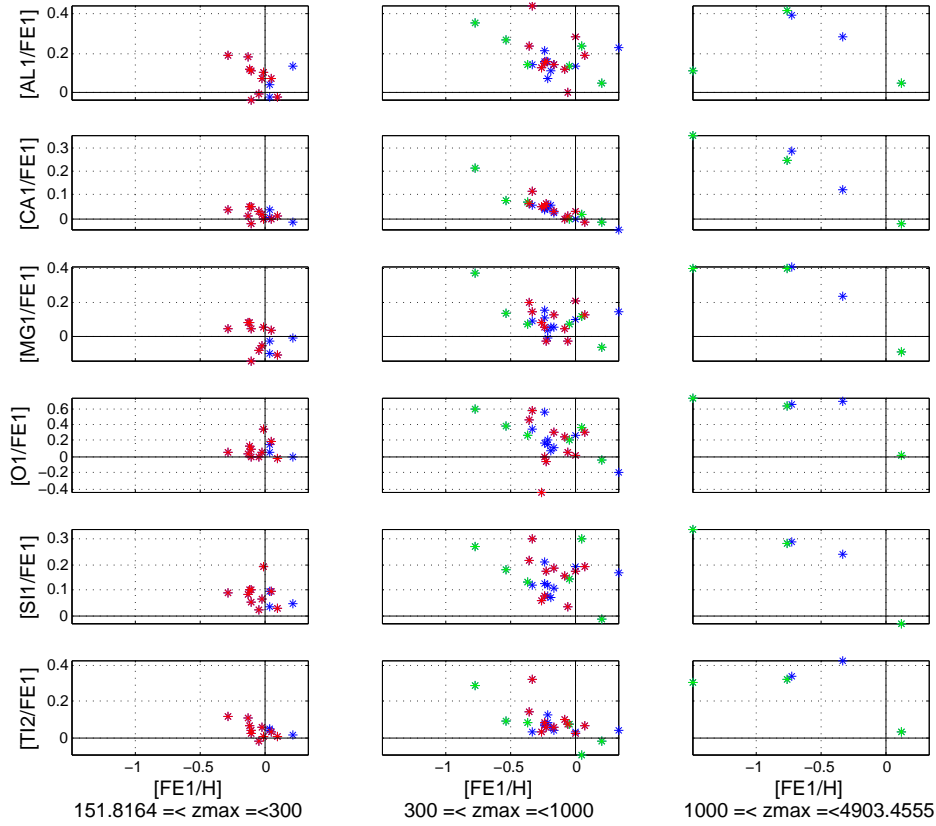 [AL1/FE1]
0.4
0.2
0
[CA1/FE1]
0.3
0.2
0.1
0
[MG1/FE1]
0.4
0.2
0
[O1/FE1]
0.6
0.4
0.2
0
−0.2
−0.4
[SI1/FE1]
0.3
0.2
0.1
0
[TI2/FE1]
0.4
0.2
0
−1 −0.5 0
−1 −0.5 0
−1 −0.5 0
[FE1/H]
[FE1/H]
[FE1/H]
151.8164 =< zmax =<300
300 =< zmax =<1000
1000 =< zmax =<4903.4555